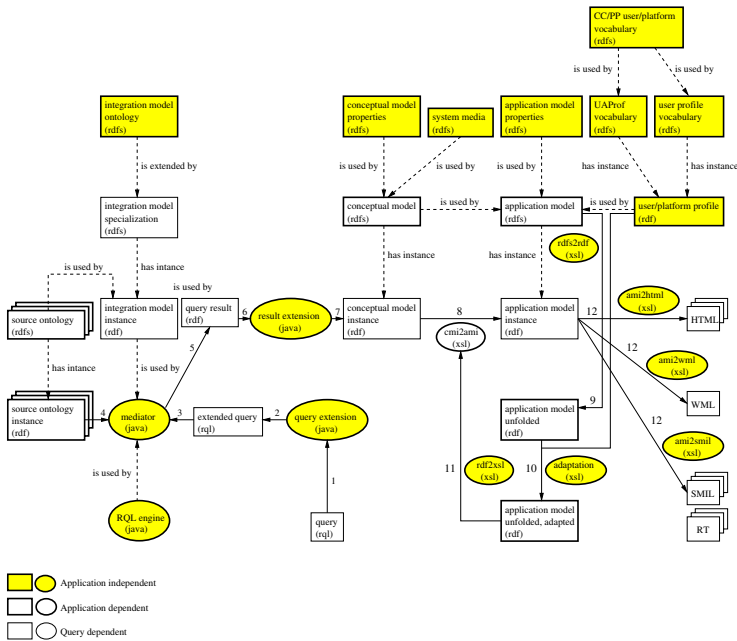 CC/PP user/platform
vocabulary
(rdfs)
is used by
is used by
integration model
ontology
(rdfs)
conceptual model
properties
(rdfs)
system media
(rdfs)
application model
properties
(rdfs)
UAProf
vocabulary
(rdfs)
user profile
vocabulary
(rdfs)
is extended by
is used by
is used by
is used by
has instance
has instance
integration model
specialization
(rdfs)
conceptual model
(rdfs)
is used by
application model
(rdfs)
is used by
user/platform profile
(rdf)
is used by
has intance
is used by
has instance
has instance
rdfs2rdf
(xsl)
source ontology
(rdfs)
integration model
instance
(rdf)
query result
(rdf)
6
result extension
(java)
7
conceptual model
instance
(rdf)
8
cmi2ami
(xsl)
application model
instance
(rdf)
12
ami2html
(xsl)
HTML
has intance
is used by
5
12
ami2wml
(xsl)
WML
source ontology
instance
(rdf)
4
mediator
(java)
3
extended query
(rql)
2
query extension
(java)
application model
unfolded
(rdf)
9
12
ami2smil
(xsl)
is used by
1
11
rdf2xsl
(xsl)
10
adaptation
(xsl)
RQL engine
(java)
query
(rql)
application model
unfolded, adapted
(rdf)
SMIL
RT
Application independent
Application dependent
Query dependent